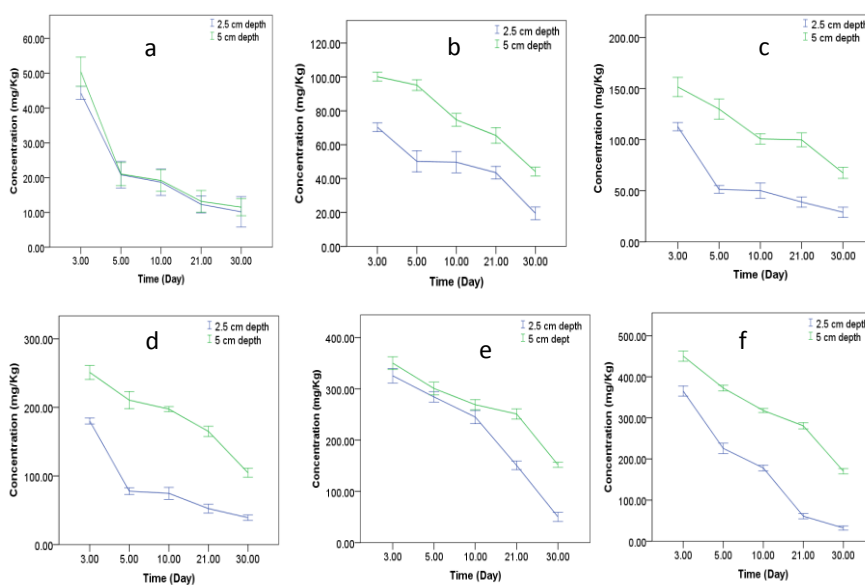 a
2.5 cm depth
5 cm depth
Concentration (mg/Kg)
60.00
50.00
40.00
30.00
20.00
10.00
0.00
3.00 5.00 10.00 21.00 30.00
Time (Day)
b
2.5 cm depth
5 cm depth
Concentration (mg/Kg)
120.00
100.00
80.00
60.00
40.00
20.00
0.00
3.00 5.00 10.00 21.00 30.00
Time (Day)
c
2.5 cm depth
5 cm depth
Concentration (mg/Kg)
200.00
150.00
100.00
50.00
0.00
3.00 5.00 10.00 21.00 30.00
Time (Day)
d
2.5 cm depth
5 cm depth
Concentration (mg/Kg)
300.00
200.00
100.00
0.00
3.00 5.00 10.00 21.00 30.00
Time (Day)
e
2.5 cm depth
5 cm dept
Concentration (mg/Kg)
400.00
300.00
200.00
100.00
0.00
3.00 5.00 10.00 21.00 30.00
Time (Day)
f
2.5 cm depth
5 cm depth
Concentration (mg/Kg)
500.00
400.00
300.00
200.00
100.00
0.00
3.00 5.00 10.00 21.00 30.00
Time (Day)